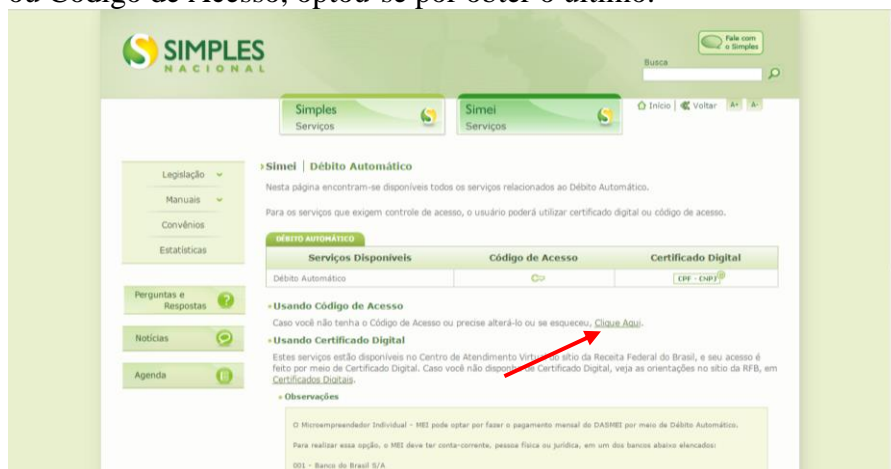 ou Código de Acesso, optou-se por obter o último.
SIMPLES
NACIONAL
Fale com
o Simples
Busca
Simples
Serviços
Simei
Serviços
Início | Voltar A+ A-
Legislação
Manuais
Convênios
Estatísticas
Perguntas e
Respostas
Notícias
Agenda
Simei | Débito Automático
Nesta página encontram-se disponíveis todos os serviços relacionados ao Débito Automático.
Para os serviços que exigem controle de acesso, o usuário poderá utilizar certificado digital ou código de acesso.
DÉBITO AUTOMÁTICO
Serviços Disponíveis Código de Acesso Certificado Digital
Débito Automático CPF - CNPJ
Usando Código de Acesso
Caso você não tenha o Código de Acesso ou precise alterá-lo ou se esqueceu, Clique Aqui.
Usando Certificado Digital
Estes serviços estão disponíveis no Centro de Atendimento Virtual do sítio da Receita Federal do Brasil, e seu acesso é
feito por meio de Certificado Digital. Caso você não disponha de Certificado Digital, veja as orientações no sítio da RFB, em
Certificados Digitais.
Observações
O Microempreendedor Individual - MEI pode optar por fazer o pagamento mensal do DASMEI por meio de Débito Automático.
Para realizar essa opção, o MEI deve ter conta-corrente, pessoa física ou jurídica, em um dos bancos abaixo elencados:
001 - Banco do Brasil S/A